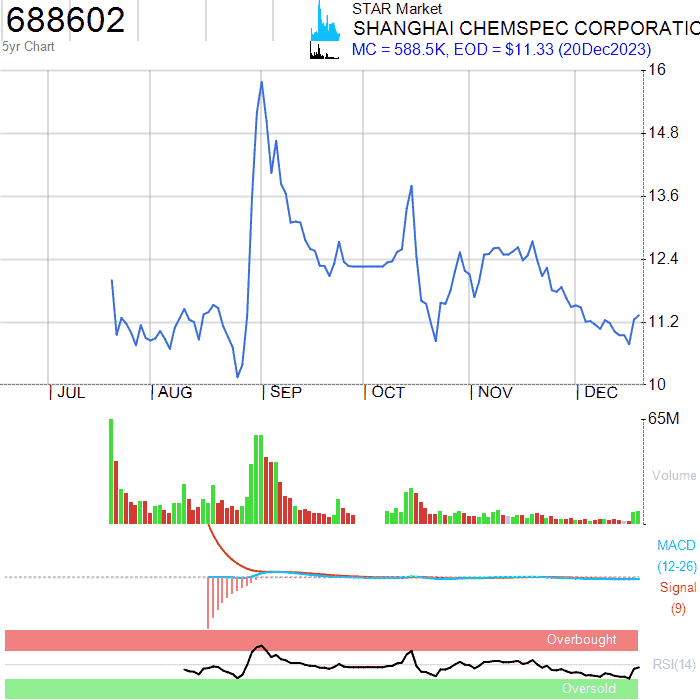 688602
STAR Market
SHANGHAI CHEMSPEC CORPORATIO
5yr Chart
MC = 588.5K, EOD = $11.33 (20Dec2023)
16
14.8
13.6
12.4
11.2
10
JUL
AUG
SEP
OCT
NOV
DEC
65M
Volume
MACD
(12-26)
Signal
(9)
Overbought
RSI(14)
Oversold